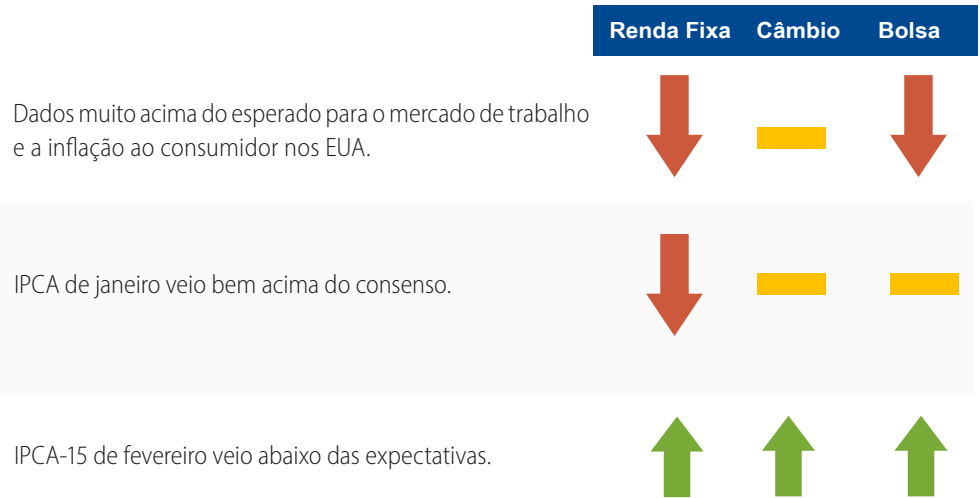 Renda Fixa Câmbio Bolsa
Dados muito acima do esperado para o mercado de trabalho
e a inflação ao consumidor nos EUA.
IPCA de janeiro veio bem acima do consenso.
IPCA-15 de fevereiro veio abaixo das expectativas.